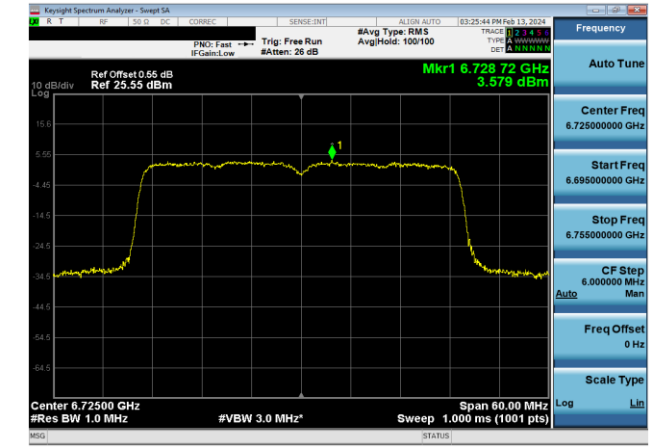 Keysight Spectrum Analyzer - Swept SA
R T RF 50 Ω DC CORREC SENSE:INT ALIGN AUTO 03:25:44 PM Feb 13, 2024
PNO: Fast
IFGain:Low
Trig: Free Run
#Atten: 26 dB
#Avg Type: RMS
Avg|Hold: 100/100
TRACE 1 2 3 4 5 6
TYPE A WWWWW
DET A N N N N N
Ref Offset 0.55 dB
Ref 25.55 dBm
Mkr1 6.728 72 GHz
3.579 dBm
10 dB/div
Log
15.6
5.55
-4.45
-14.5
-24.5
-34.5
-44.5
-54.5
-64.5
1
Center 6.72500 GHz
#Res BW 1.0 MHz
#VBW 3.0 MHz*
Span 60.00 MHz
Sweep 1.000 ms (1001 pts)
MSG
STATUS
Frequency
Auto Tune
Center Freq
6.725000000 GHz
Start Freq
6.695000000 GHz
Stop Freq
6.755000000 GHz
CF Step
6.000000 MHz
Auto Man
Freq Offset
0 Hz
Scale Type
Log Lin